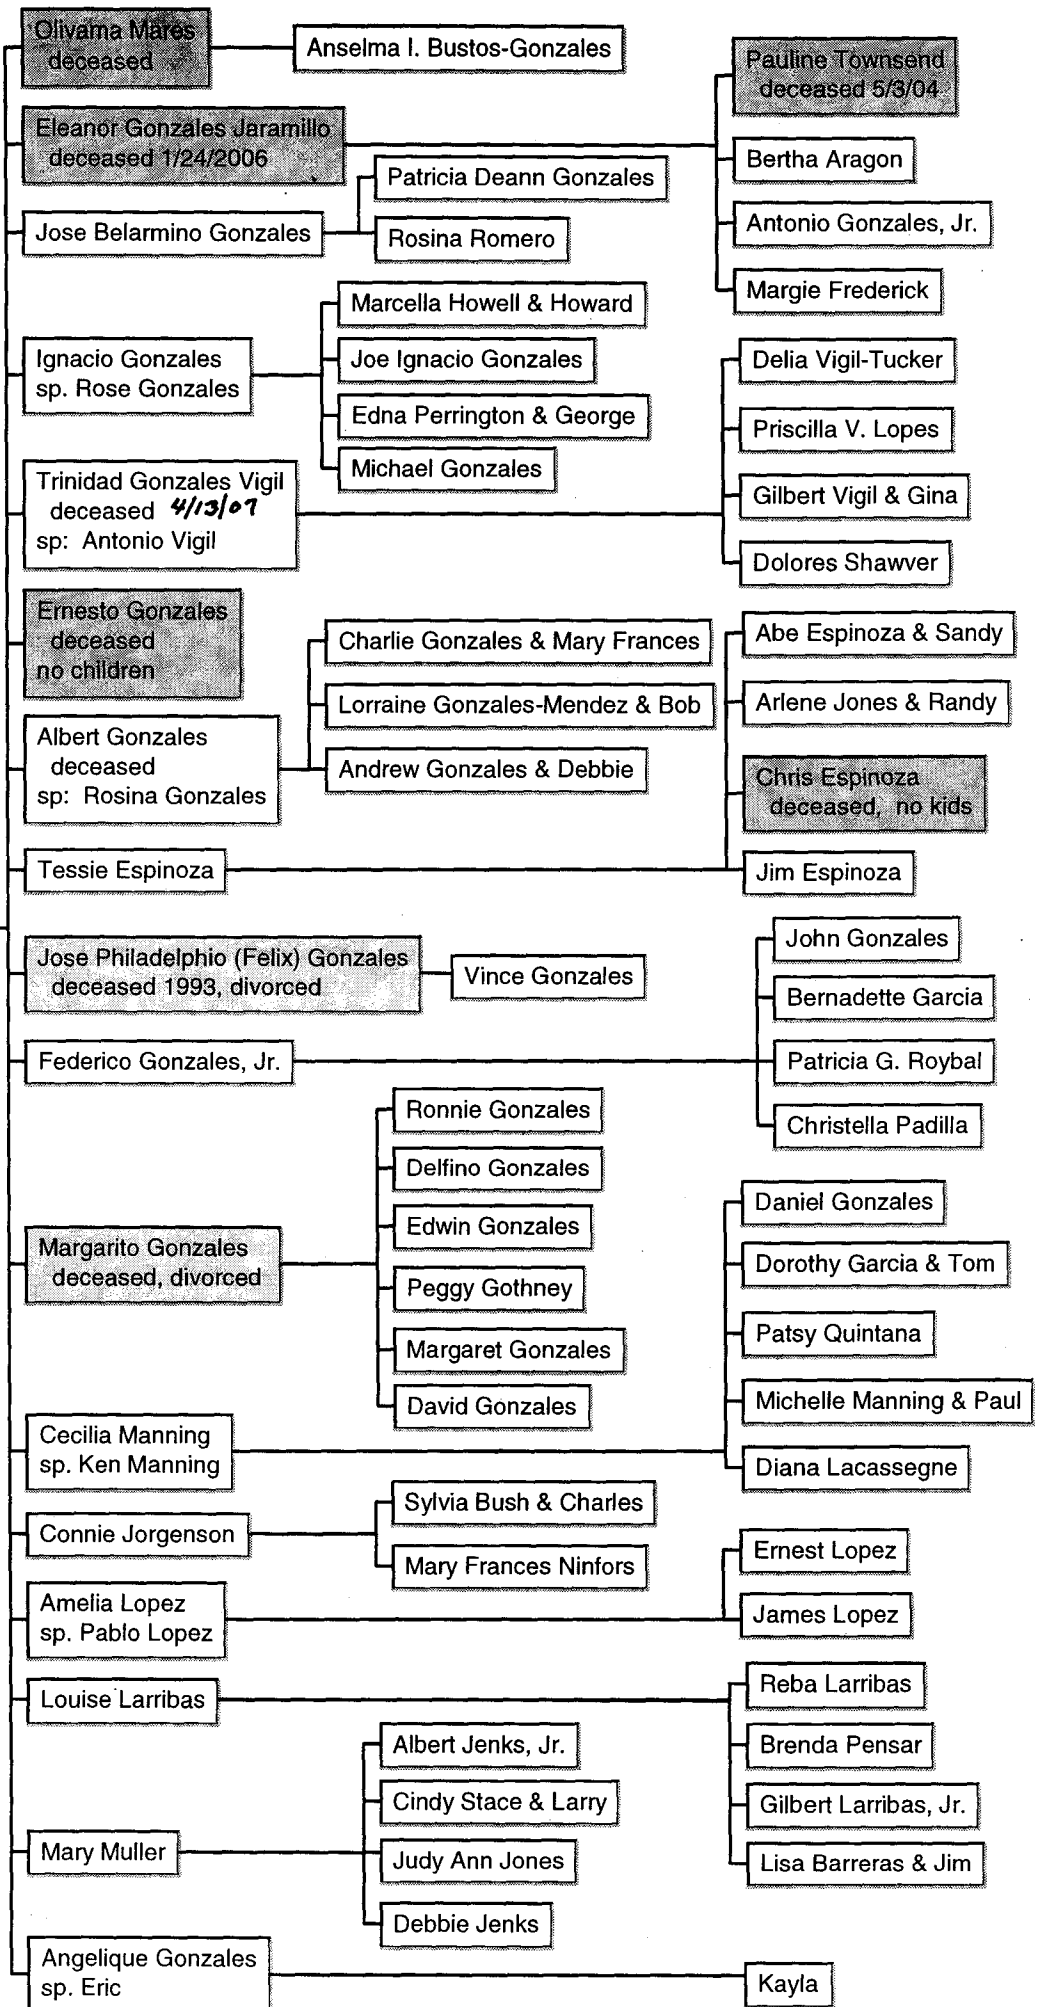 Olivama Mares
deceased
Anselma I. Bustos-Gonzales
Pauline Townsend
deceased 5/3/04
Eleanor Gonzales Jaramillo
deceased 1/24/2006
Bertha Aragon
Antonio Gonzales, Jr.
Margie Frederick
Jose Belarmino Gonzales
Patricia Deann Gonzales
Rosina Romero
Ignacio Gonzales
sp. Rose Gonzales
Marcella Howell & Howard
Joe Ignacio Gonzales
Edna Perrington & George
Michael Gonzales
Trinidad Gonzales Vigil
deceased 4/13/07
sp: Antonio Vigil
Delia Vigil-Tucker
Priscilla V. Lopes
Gilbert Vigil & Gina
Dolores Shawver
Ernesto Gonzales
deceased
no children
Albert Gonzales
deceased
sp: Rosina Gonzales
Charlie Gonzales & Mary Frances
Lorraine Gonzales-Mendez & Bob
Andrew Gonzales & Debbie
Tessie Espinoza
Abe Espinoza & Sandy
Arlene Jones & Randy
Chris Espinoza
deceased, no kids
Jim Espinoza
Jose Philadelphio (Felix) Gonzales
deceased 1993, divorced
Vince Gonzales
Federico Gonzales, Jr.
John Gonzales
Bernadette Garcia
Patricia G. Roybal
Christella Padilla
Margarito Gonzales
deceased, divorced
Ronnie Gonzales
Delfino Gonzales
Edwin Gonzales
Peggy Gothney
Margaret Gonzales
David Gonzales
Cecilia Manning
sp. Ken Manning
Daniel Gonzales
Dorothy Garcia & Tom
Patsy Quintana
Michelle Manning & Paul
Diana Lacassegne
Connie Jorgenson
Sylvia Bush & Charles
Mary Frances Ninfors
Amelia Lopez
sp. Pablo Lopez
Ernest Lopez
James Lopez
Louise Larribas
Reba Larribas
Brenda Pensar
Gilbert Larribas, Jr.
Lisa Barreras & Jim
Mary Muller
Albert Jenks, Jr.
Cindy Stace & Larry
Judy Ann Jones
Debbie Jenks
Angelique Gonzales
sp. Eric
Kayla